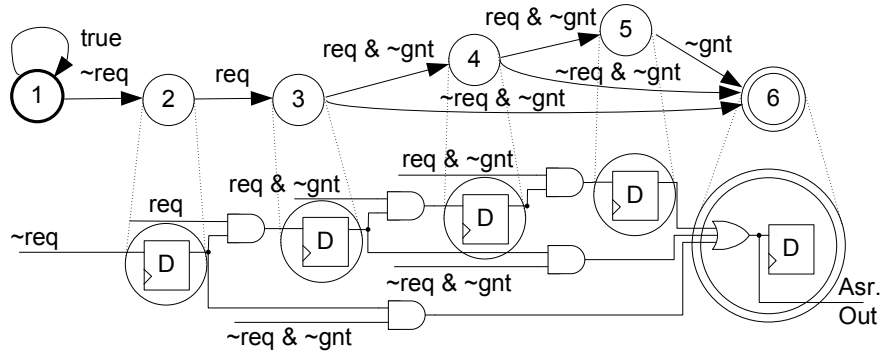 true
~req
req
req & ~gnt
req & ~gnt
~gnt
~req & ~gnt
~req & ~gnt
1
2
3
4
5
6
req & ~gnt
req & ~gnt
req
~req
D
D
D
D
D
~req & ~gnt
~req & ~gnt
Asr.
Out